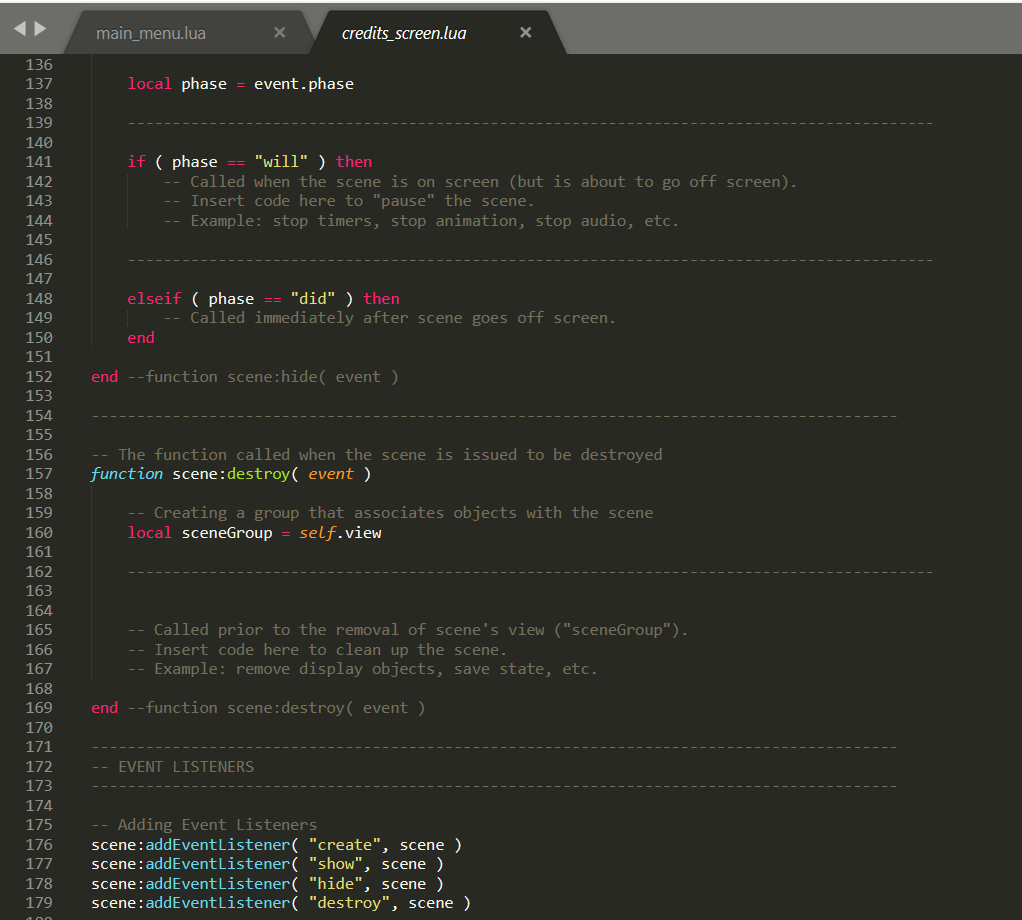 main_menu.lua × credits_screen.lua ×
136
137 local phase = event.phase
138
139 -----------------------------------------------------------------------------------------
140
141 if ( phase == "will" ) then
142 -- Called when the scene is on screen (but is about to go off screen).
143 -- Insert code here to "pause" the scene.
144 -- Example: stop timers, stop animation, stop audio, etc.
145
146 -----------------------------------------------------------------------------------------
147
148 elseif ( phase == "did" ) then
149 -- Called immediately after scene goes off screen.
150 end
151
152 end --function scene:hide( event )
153
154 -----------------------------------------------------------------------------------------
155
156 -- The function called when the scene is issued to be destroyed
157 function scene:destroy( event )
158
159 -- Creating a group that associates objects with the scene
160 local sceneGroup = self.view
161
162 -----------------------------------------------------------------------------------------
163
164
165 -- Called prior to the removal of scene's view ("sceneGroup").
166 -- Insert code here to clean up the scene.
167 -- Example: remove display objects, save state, etc.
168
169 end --function scene:destroy( event )
170
171 -----------------------------------------------------------------------------------------
172 -- EVENT LISTENERS
173 -----------------------------------------------------------------------------------------
174
175 -- Adding Event Listeners
176 scene:addEventListener( "create", scene )
177 scene:addEventListener( "show", scene )
178 scene:addEventListener( "hide", scene )
179 scene:addEventListener( "destroy", scene )